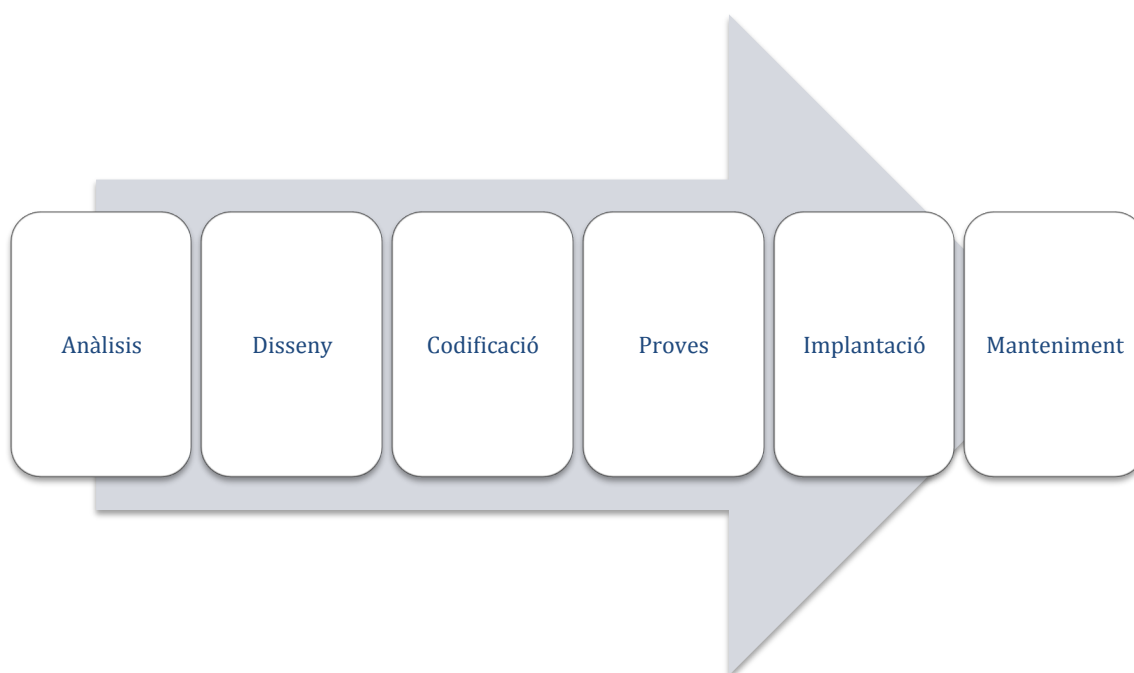 Anàlisis
Disseny
Codificació
Proves
Implantació
Manteniment